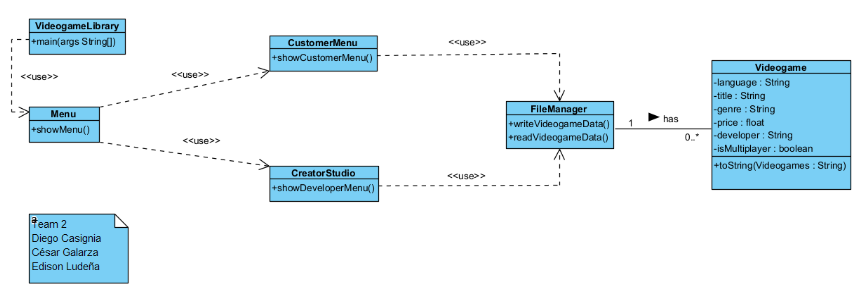 VideogameLibrary
+main(args String[])
<<use>>
Menu
+showMenu()
<<use>>
<<use>>
CustomerMenu
+showCustomerMenu()
CreatorStudio
+showDeveloperMenu()
<<use>>
<<use>>
FileManager
+writeVideogameData()
+readVideogameData()
1
has
0..*
Videogame
-language : String
-title : String
-genre : String
-price : float
-developer : String
-isMultiplayer : boolean
+toString(Videogames : String)
a
Team 2
Diego Casignia
César Galarza
Edison Ludeña